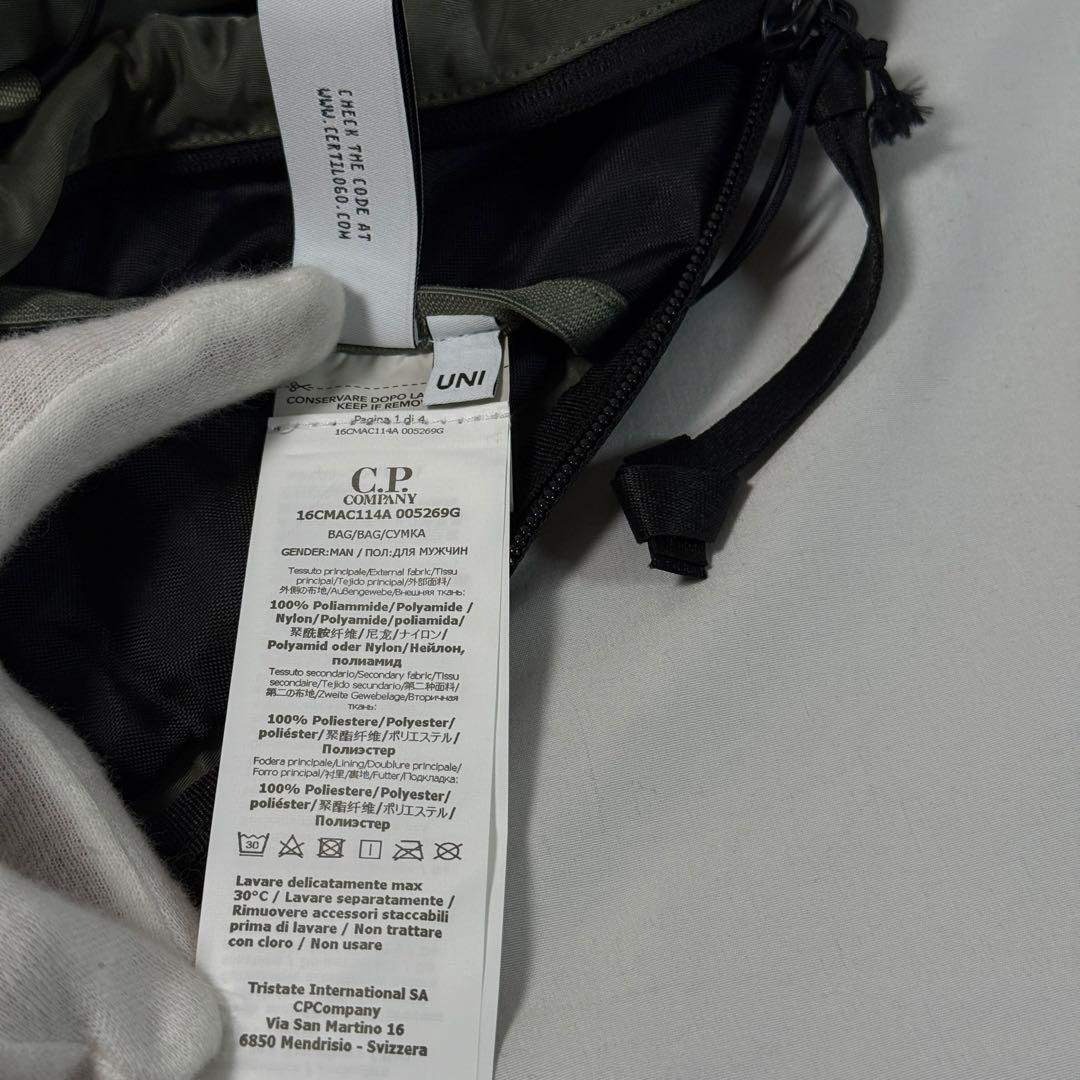 CHECK THE CODE AT
WWW.CERTILOGO.COM
UNI
CONSERVARE DOPO LA
KEEP IF REMOV
Pagina 1 di 4
16CMAC114A 005269G
C.P.
COMPANY
16CMAC114A 005269G
BAG/BAG/СУМКА
GENDER:MAN / ПОЛ:ДЛЯ МУЖЧИН
Tessuto principale/External fabric/Tissu
principal/Tejido principal/外部面料/
外側の布地/Außengewebe/Внешняя ткань:
100% Poliammide/Polyamide /
Nylon/Polyamide/poliamida/
聚酰胺纤维/尼龙/ナイロン/
Polyamid oder Nylon/Нейлон,
полиамид
Tessuto secondario/Secondary fabric/Tissu
secondaire/Tejido secundario/第二种面料/
第二の布地/Zweite Gewebelage/Вторичная
ткань:
100% Poliestere/Polyester/
poliéster/聚酯纤维/ポリエステル/
Полиэстер
Fodera principale/Lining/Doublure principale/
Forro principal/衬里/裏地/Futter/Подкладка:
100% Poliestere/Polyester/
poliéster/聚酯纤维/ポリエステル/
Полиэстер
30
Lavare delicatamente max
30°C / Lavare separatamente /
Rimuovere accessori staccabili
prima di lavare / Non trattare
con cloro / Non usare
Tristate International SA
CPCompany
Via San Martino 16
6850 Mendrisio - Svizzera